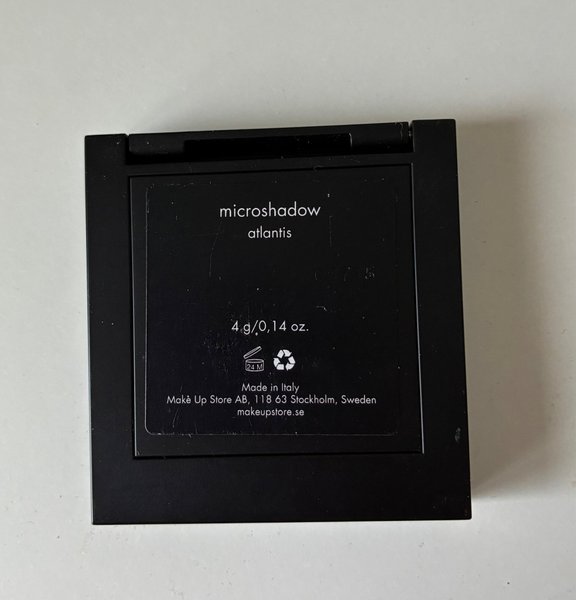 microshadow
atlantis
4 g/0,14 oz.
24 M
Made in Italy
Make Up Store AB, 118 63 Stockholm, Sweden
makeupstore.se